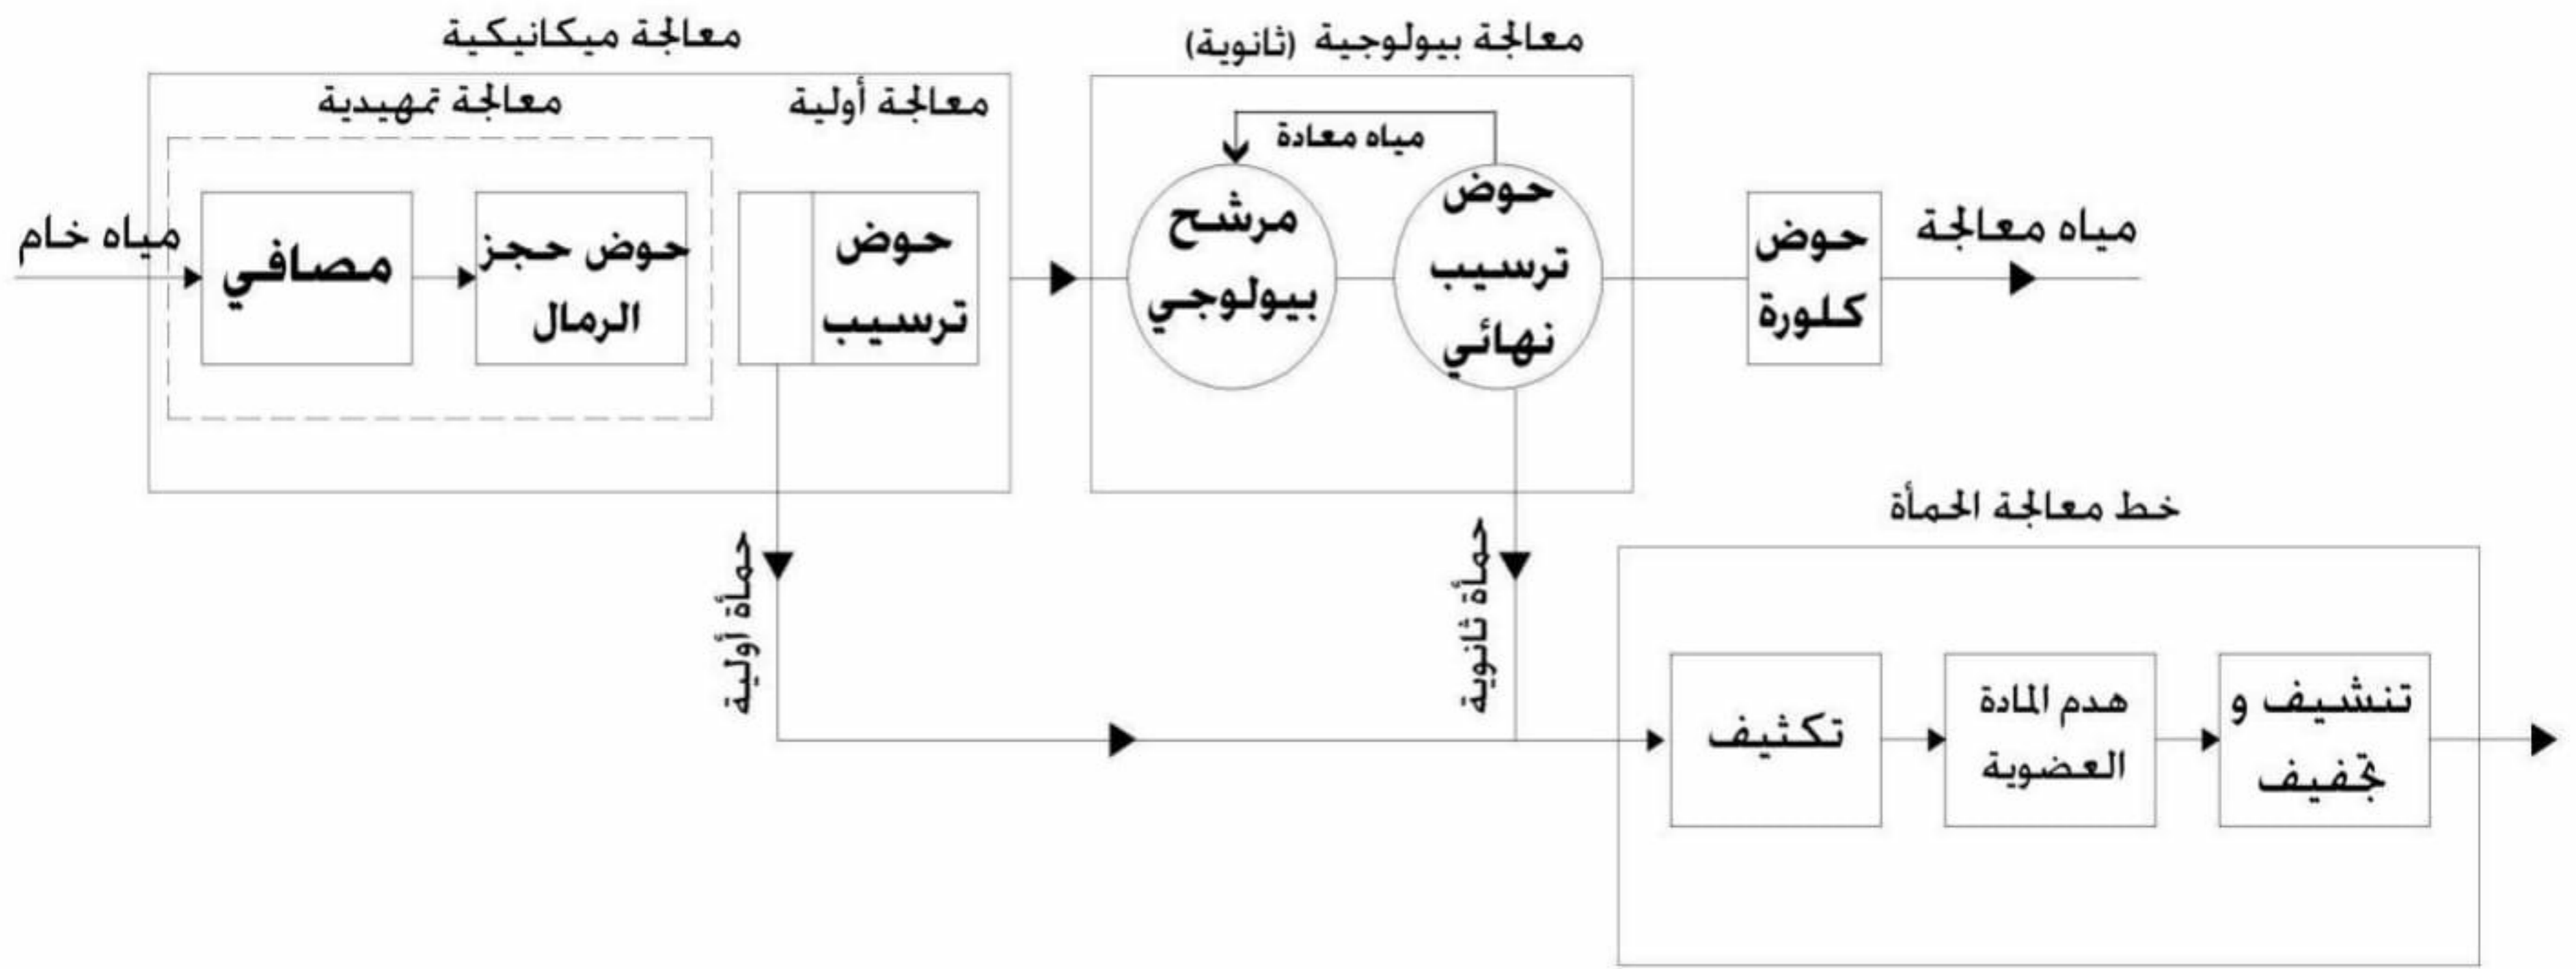 معالجة ميكانيكية
معالجة بيولوجية (ثانوية)
معالجة تمهيدية
معالجة أولية
مياه معادة
مياه خام
مصافي
حوض حجز
الرمال
حوض
ترسيب
مرشح
بيولوجي
حوض
ترسيب
نهائي
حوض
كلورة
مياه معالجة
خط معالجة الحمأة
حمأة أولية
حمأة ثانوية
تكثيف
هدم المادة
العضوية
تنشيف و
تجفيف